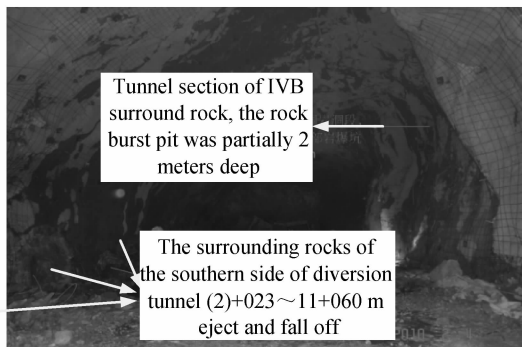 Tunnel section of IVB
surround rock, the rock
burst pit was partially 2
meters deep
The surrounding rocks of
the southern side of diversion
tunnel (2)+023～11+060 m
eject and fall off